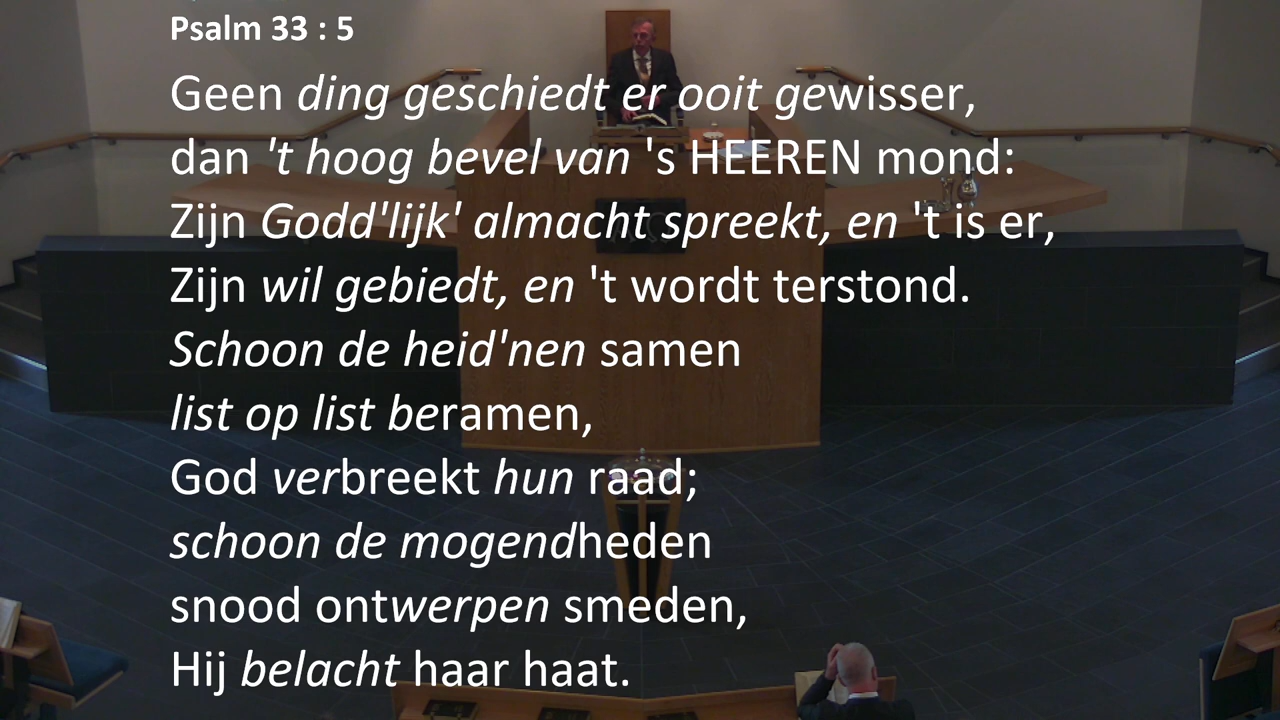 Psalm 33 : 5
Geen ding geschiedt er ooit gewisser,
dan 't hoog bevel van 's HEEREN mond:
Zijn Godd'lijk' almacht spreekt, en 't is er,
Zijn wil gebiedt, en 't wordt terstond.
Schoon de heid'nen samen
list op list beramen,
God verbreekt hun raad;
schoon de mogendheden
snood ontwerpen smeden,
Hij belacht haar haat.